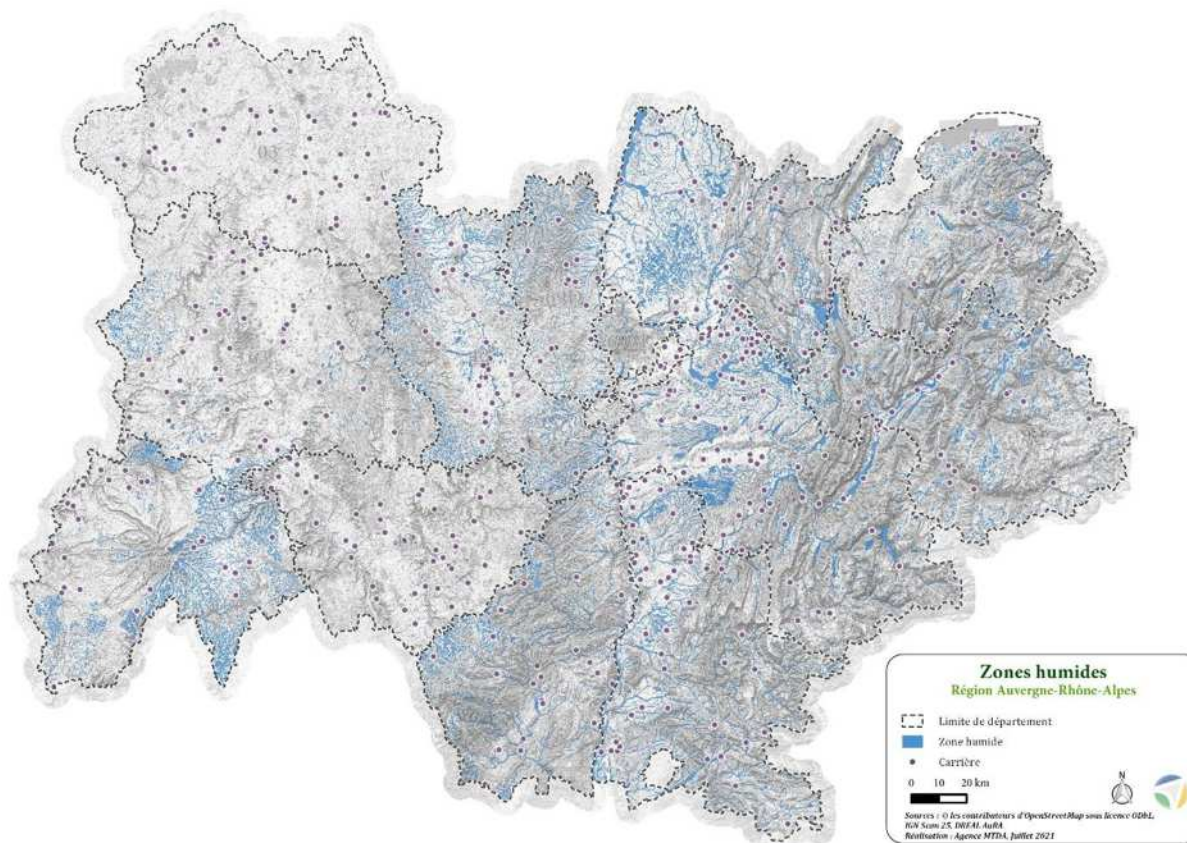 03
Zones humides
Région Auvergne-Rhône-Alpes
Limite de département
Zone humide
Carrière
0 10 20 km
N
Sources : © les contributeurs d'OpenStreetMap sous licence ODbL,
IGN Scan 25, DREAL AuRA
Réalisation : Agence MTDA, Juillet 2021